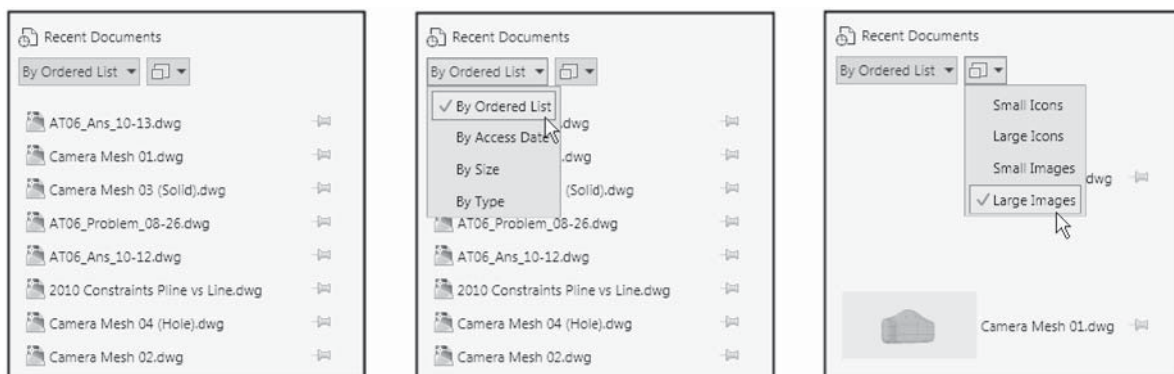 Recent Documents
By Ordered List
AT06_Ans_10-13.dwg
Camera Mesh 01.dwg
Camera Mesh 03 (Solid).dwg
AT06_Problem_08-26.dwg
AT06_Ans_10-12.dwg
2010 Constraints Pline vs Line.dwg
Camera Mesh 04 (Hole).dwg
Camera Mesh 02.dwg
Recent Documents
By Ordered List
By Ordered List
.dwg
By Access Date
.dwg
By Size
(Solid).dwg
By Type
AT06_Problem_08-26.dwg
AT06_Ans_10-12.dwg
2010 Constraints Pline vs Line.dwg
Camera Mesh 04 (Hole).dwg
Camera Mesh 02.dwg
Recent Documents
By Ordered List
Small Icons
Large Icons
Small Images
dwg
Large Images
Camera Mesh 01.dwg